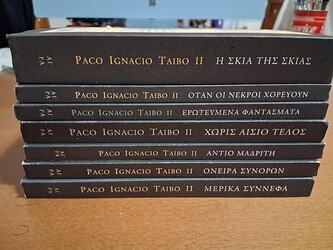 PACO IGNACIO TAIBO II Η ΣΚΙΑ ΤΗΣ ΣΚΙΑΣ
PACO IGNACIO TAIBO II ΟΤΑΝ ΟΙ ΝΕΚΡΟΙ ΧΟΡΕΥΟΥΝ
PACO IGNACIO TAIBO II ΕΡΩΤΕΥΜΕΝΑ ΦΑΝΤΑΣΜΑΤΑ
PACO IGNACIO TAIBO II ΧΩΡΙΣ ΑΙΣΙΟ ΤΕΛΟΣ
PACO IGNACIO TAIBO II ΑΝΤΙΟ ΜΑΔΡΙΤΗ
PACO IGNACIO TAIBO II ΟΝΕΙΡΑ ΣΥΝΟΡΩΝ
PACO IGNACIO TAIBO II ΜΕΡΙΚΑ ΣΥΝΝΕΦΑ